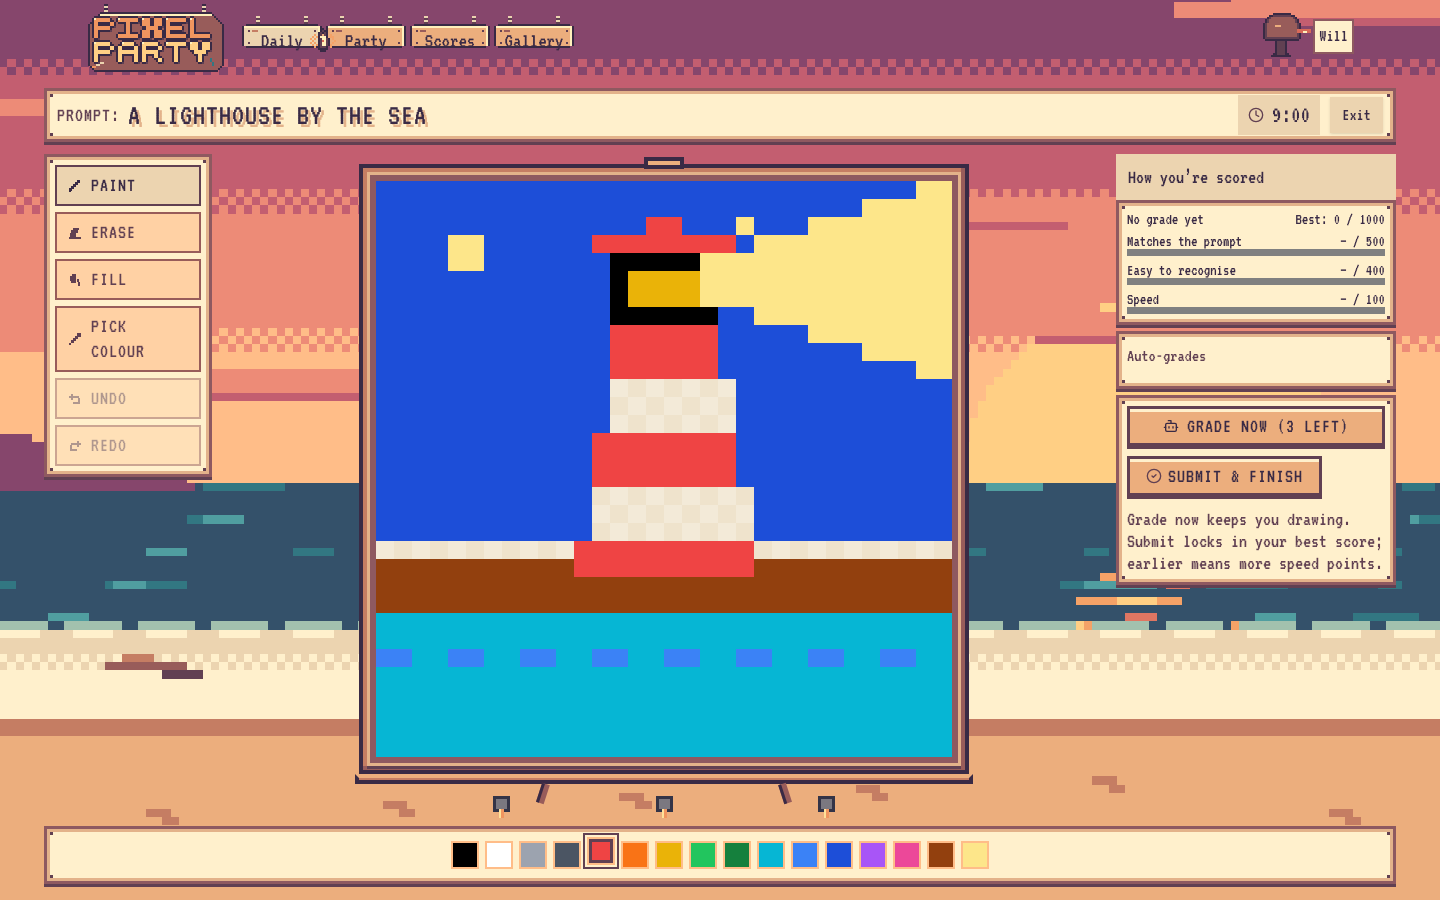 PIXEL
PARTY
Daily
Party
Scores
Gallery
Will
PROMPT: A LIGHTHOUSE BY THE SEA
9:00
Exit
PAINT
ERASE
FILL
PICK
COLOUR
UNDO
REDO
How you're scored
No grade yet
Best: 0 / 1000
Matches the prompt
- / 500
Easy to recognise
- / 400
Speed
- / 100
Auto-grades
GRADE NOW (3 LEFT)
SUBMIT & FINISH
Grade now keeps you drawing.
Submit locks in your best score;
earlier means more speed points.